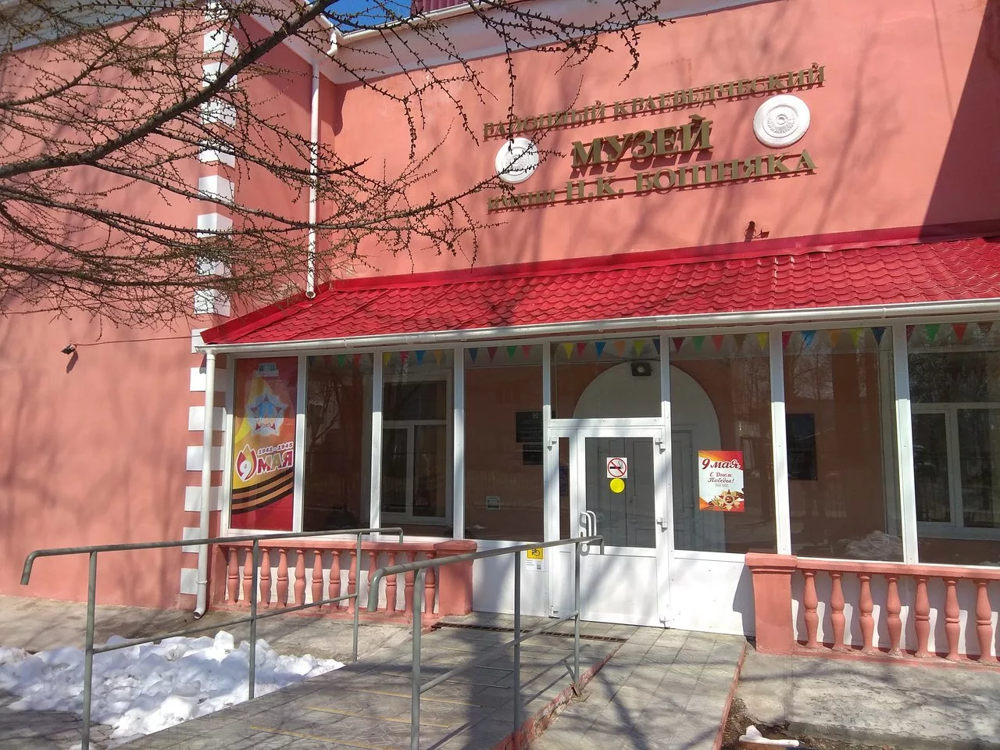 РАЙОННЫЙ КРАЕВЕДЧЕСКИЙ
МУЗЕЙ
ИМЕНИ Н.К. БОШНЯКА
1941-1945
9 МАЯ
9 мая
С Днем
Победы!